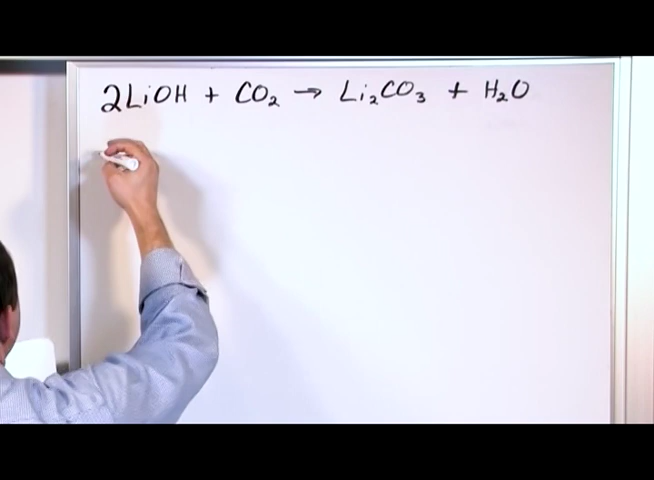 2LiOH + CO₂ → Li₂CO₃ + H₂O